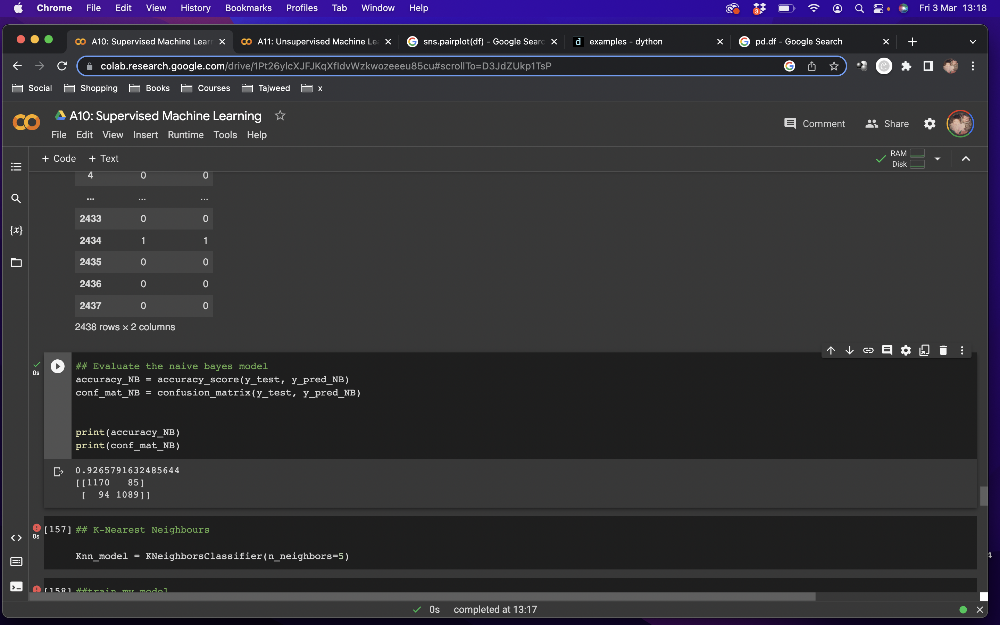 Chrome File Edit View History Bookmarks Profiles Tab Window Help 3 Fri 3 Mar 13:18
A10: Supervised Machine Learn A11: Unsupervised Machine Le sns.pairplot(df) - Google Searc d examples - dython pd.df - Google Search
colab.research.google.com/drive/1Pt26ylcXJFJKqXfIdvWzkwozeeeu85cu#scrollTo=D3JdZUkp1TsP
Social Shopping Books Courses Tajweed x
A10: Supervised Machine Learning
Comment Share
File Edit View Insert Runtime Tools Help
+ Code + Text
RAM
Disk
4 0 0
... ... ...
2433 0 0
2434 1 1
2435 0 0
2436 0 0
2437 0 0
2438 rows × 2 columns
0s
## Evaluate the naive bayes model
accuracy_NB = accuracy_score(y_test, y_pred_NB)
conf_mat_NB = confusion_matrix(y_test, y_pred_NB)
print(accuracy_NB)
print(conf_mat_NB)
0.9265791632485644
[[1170   85]
 [  94 1089]]
0s
[157] ## K-Nearest Neighbours
Knn_model = KNeighborsClassifier(n_neighbors=5)
[158] ##train my model
0s completed at 13:17